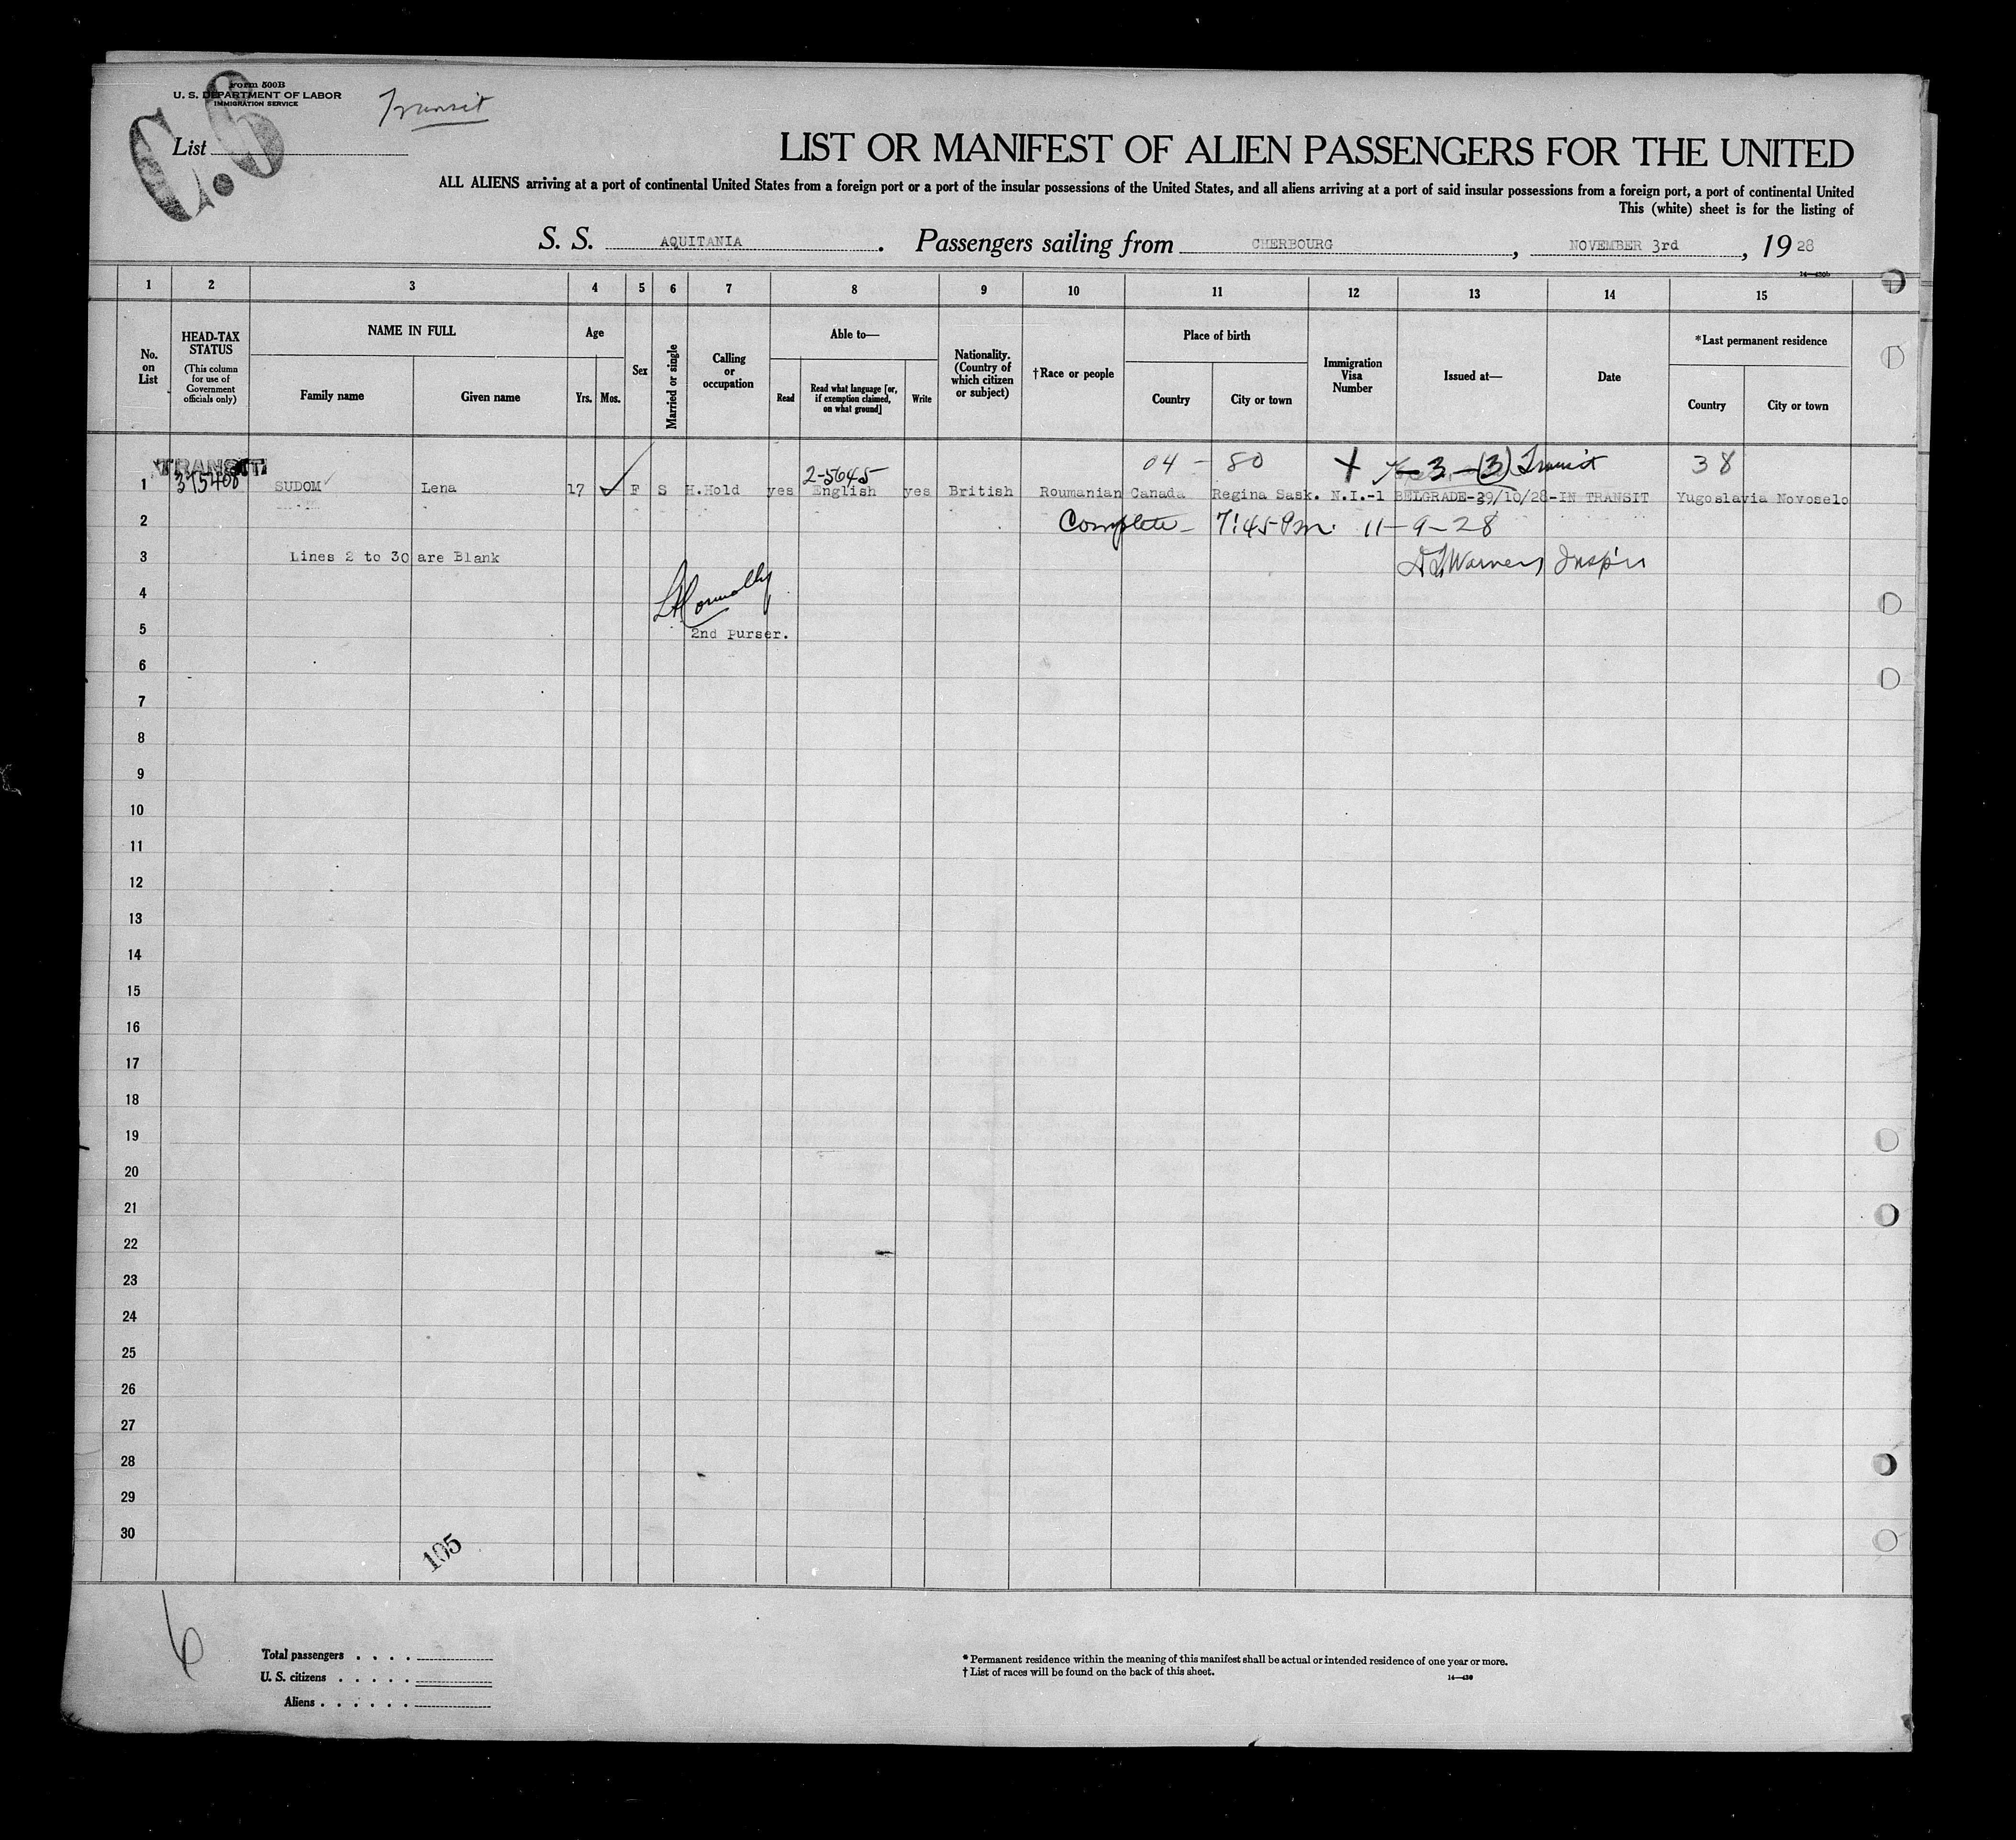 Form 500B
U. S. DEPARTMENT OF LABOR
IMMIGRATION SERVICE
Transit
C.S
List
LIST OR MANIFEST OF ALIEN PASSENGERS FOR THE UNITED
ALL ALIENS arriving at a port of continental United States from a foreign port or a port of the insular possessions of the United States, and all aliens arriving at a port of said insular possessions from a foreign port, a port of continental United
This (white) sheet is for the listing of
S. S. AQUITANIA. Passengers sailing from CHERBOURG, NOVEMBER 3rd, 1928
1 2 3 4 5 6 7 8 9 10 11 12 13 14 15
No. on List
HEAD-TAX STATUS (This column for use of Government officials only)
NAME IN FULL
Family name
Given name
Age
Yrs. Mos.
Sex
Married or single
Calling or occupation
Able to—
Read
Read what language [or, if exemption claimed, on what ground]
Write
Nationality. (Country of which citizen or subject)
†Race or people
Place of birth
Country
City or town
Immigration Visa Number
Issued at—
Date
*Last permanent residence
Country
City or town
TRANSIT 2-5645 04 - 80 3-(3) Transit 38
1 375408 SUDOM Lena 17 F S H.Hold yes English yes British Roumanian Canada Regina Sask. N.I.-1 BELGRADE-29/10/28-IN TRANSIT Yugoslavia Novoselo
2 Complete - 7:45 Pm. 11-9-28
3 Lines 2 to 30 are Blank Warner Insp'r
4 Connolly
5 2nd Purser.
6
7
8
9
10
11
12
13
14
15
16
17
18
19
20
21
22
23
24
25
26
27
28
29
30
105
6
Total passengers . . . .
U. S. citizens . . . . .
Aliens . . . . . .
* Permanent residence within the meaning of this manifest shall be actual or intended residence of one year or more.
† List of races will be found on the back of this sheet.
14—430